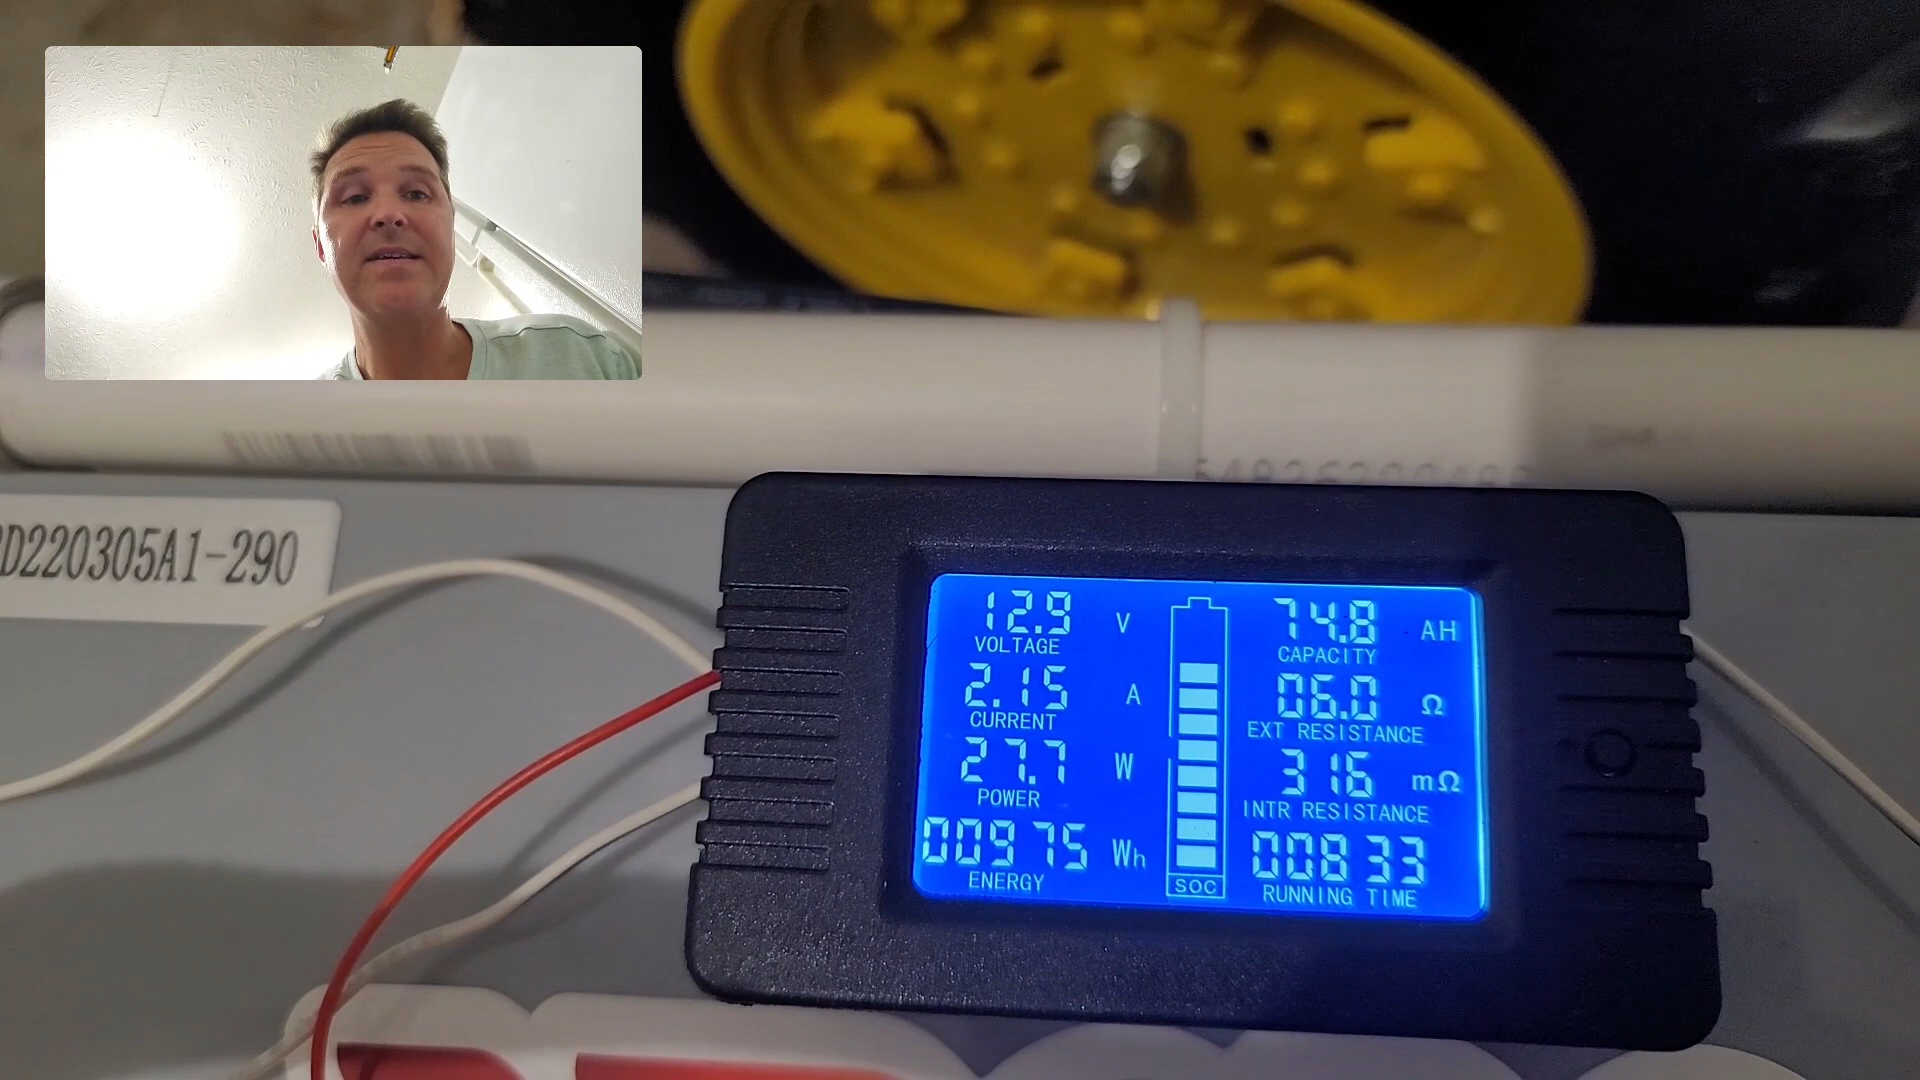 D220305A1-290
12.9 V
VOLTAGE
2.15 A
CURRENT
27.7 W
POWER
00975 Wh
ENERGY
SOC
74.8 AH
CAPACITY
06.0 Ω
EXT RESISTANCE
316 mΩ
INTR RESISTANCE
00833
RUNNING TIME